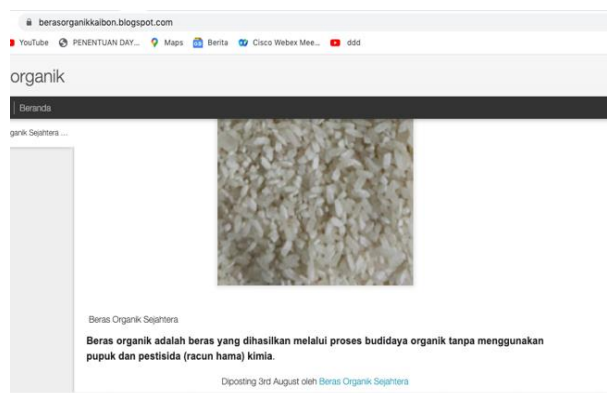 berasorganikkaibon.blogspot.com
YouTube PENENTUAN DAY... Maps Berita Cisco Webex Mee... ddd
organik
Beranda
ganik Sejahtera ...
Beras Organik Sejahtera
Beras organik adalah beras yang dihasilkan melalui proses budidaya organik tanpa menggunakan
pupuk dan pestisida (racun hama) kimia.
Diposting 3rd August oleh Beras Organik Sejahtera